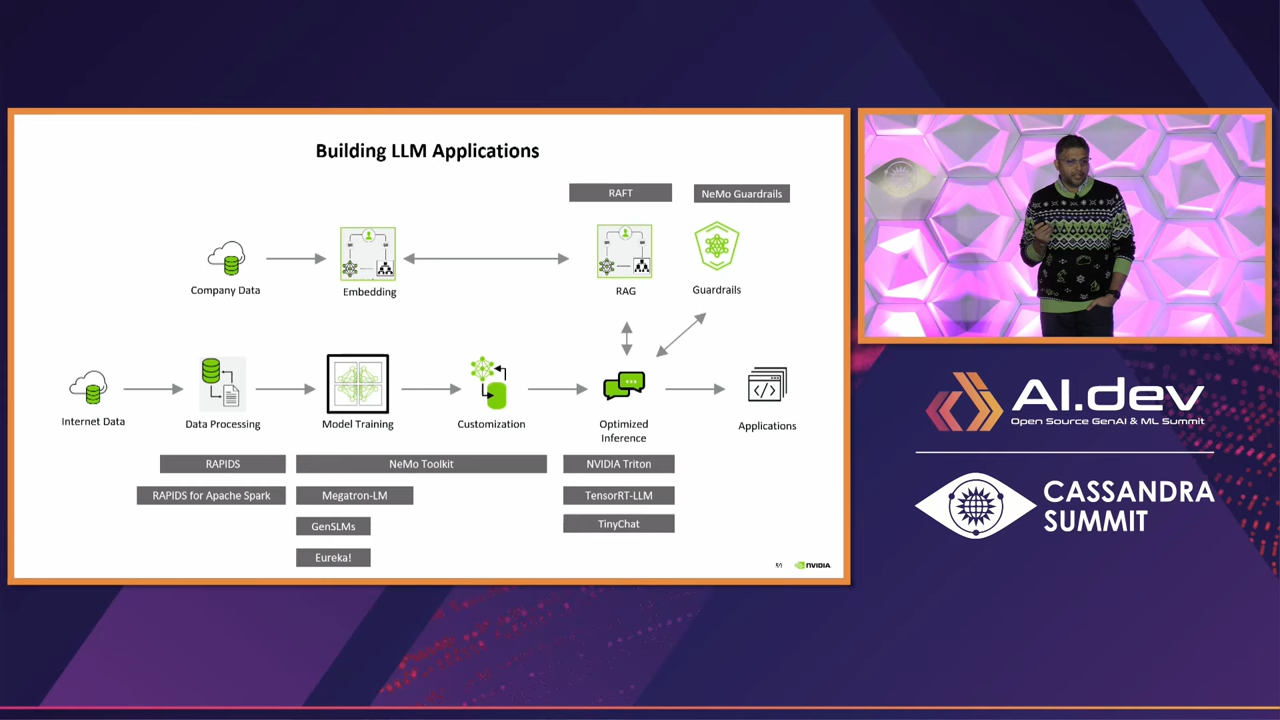 Building LLM Applications
RAFT
NeMo Guardrails
Company Data
Embedding
RAG
Guardrails
Internet Data
Data Processing
Model Training
Customization
Optimized
Inference
Applications
RAPIDS
NeMo Toolkit
NVIDIA Triton
RAPIDS for Apache Spark
Megatron-LM
TensorRT-LLM
GenSLMs
TinyChat
Eureka!
NVIDIA
AI.dev
Open Source GenAI & ML Summit
CASSANDRA
SUMMIT